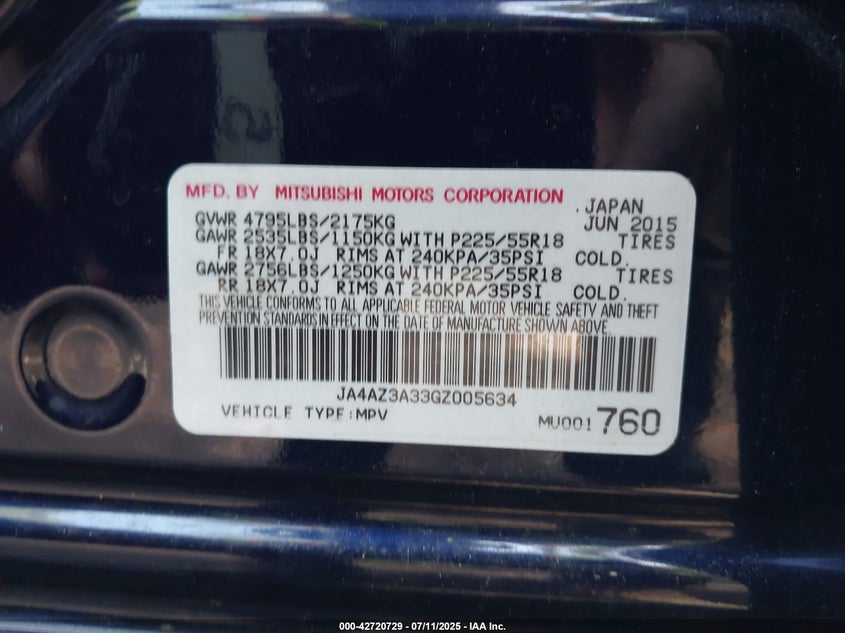 MFD. BY MITSUBISHI MOTORS CORPORATION
JAPAN
GVWR 4795LBS/2175KG JUN 2015
GAWR 2535LBS/1150KG WITH P225/55R18 TIRES
FR 18X7.0J RIMS AT 240KPA/35PSI COLD.
GAWR 2756LBS/1250KG WITH P225/55R18 TIRES
RR 18X7.0J RIMS AT 240KPA/35PSI COLD.
THIS VEHICLE CONFORMS TO ALL APPLICABLE FEDERAL MOTOR VEHICLE SAFETY AND THEFT
PREVENTION STANDARDS IN EFFECT ON THE DATE OF MANUFACTURE SHOWN ABOVE.
JA4AZ3A33GZ005634
VEHICLE TYPE:MPV MU001760
000-42720729 - 07/11/2025 - IAA Inc.